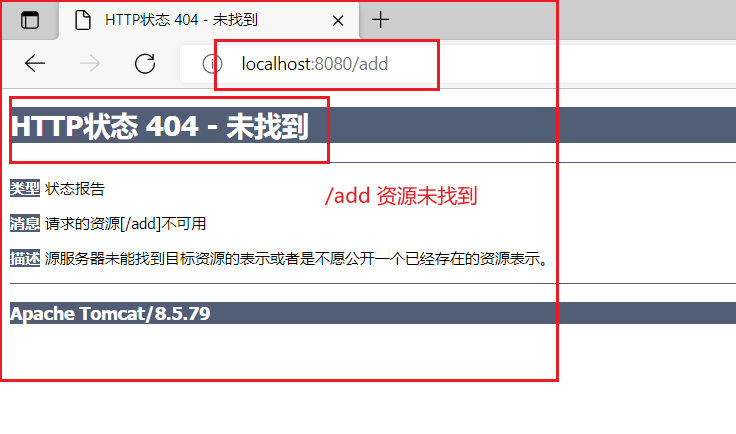 HTTP状态 404 - 未找到
localhost:8080/add
HTTP状态 404 - 未找到
类型 状态报告
/add 资源未找到
消息 请求的资源[/add]不可用
描述 源服务器未能找到目标资源的表示或者是不愿公开一个已经存在的资源表示。
Apache Tomcat/8.5.79